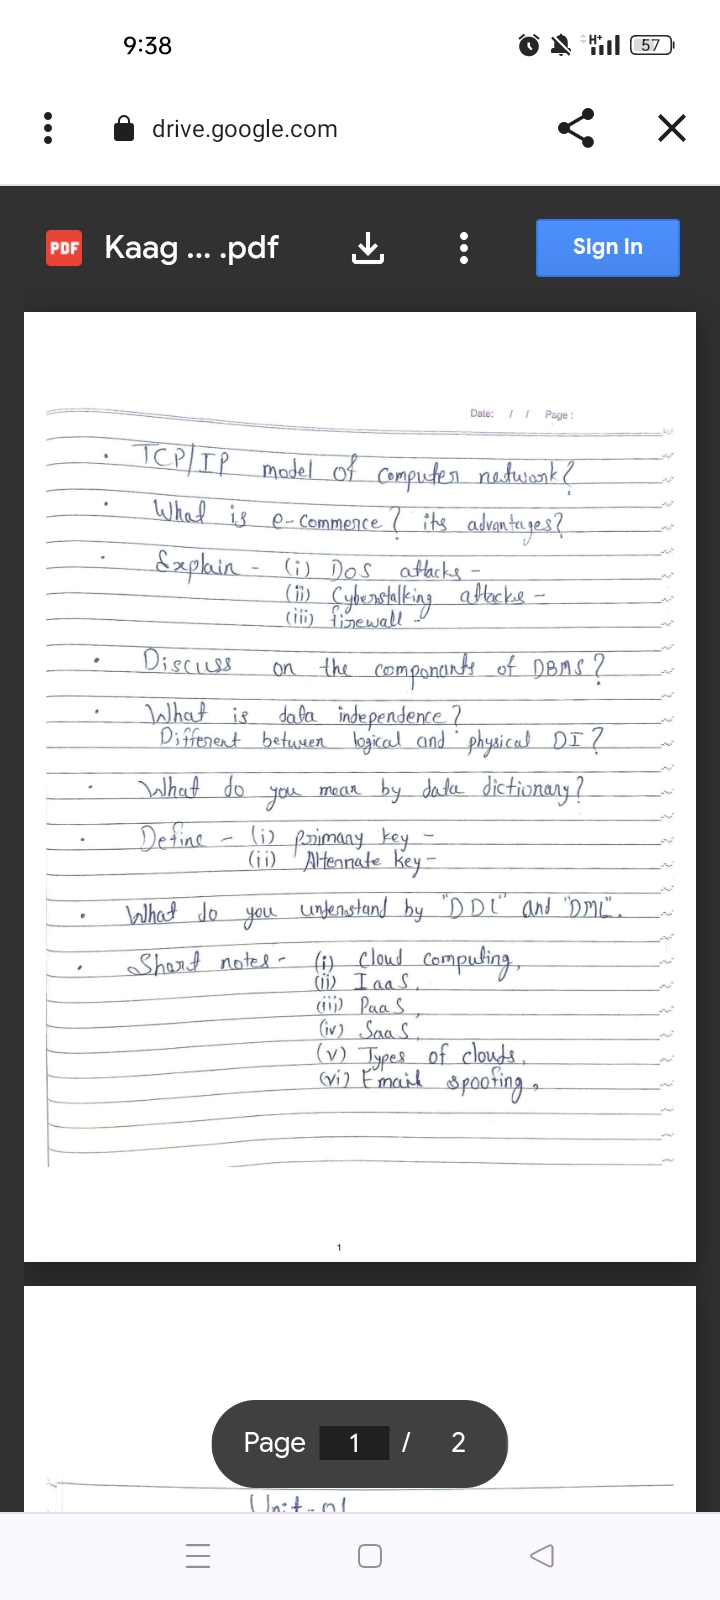 9:38
H+
57
drive.google.com
PDF
Kaag ... .pdf
Sign in
Date: / / Page :
• TCP/IP model of computer network?
• What is e-commerce? its advantages?
• Explain - (i) DoS attacks -
(ii) Cyberstalking attacks -
(iii) firewall -
• Discuss on the componants of DBMS?
• What is data independence?
Different between logical and physical DI?
• What do you mean by data dictionary?
• Define - (i) primary key -
(ii) Alternate key -
• What do you understand by "DDL" and "DML".
• Short notes - (i) Cloud computing,
(ii) IaaS,
(iii) PaaS,
(iv) SaaS,
(v) Types of clouds,
(vi) Email spoofing.
1
Page 1 / 2
Unit-01